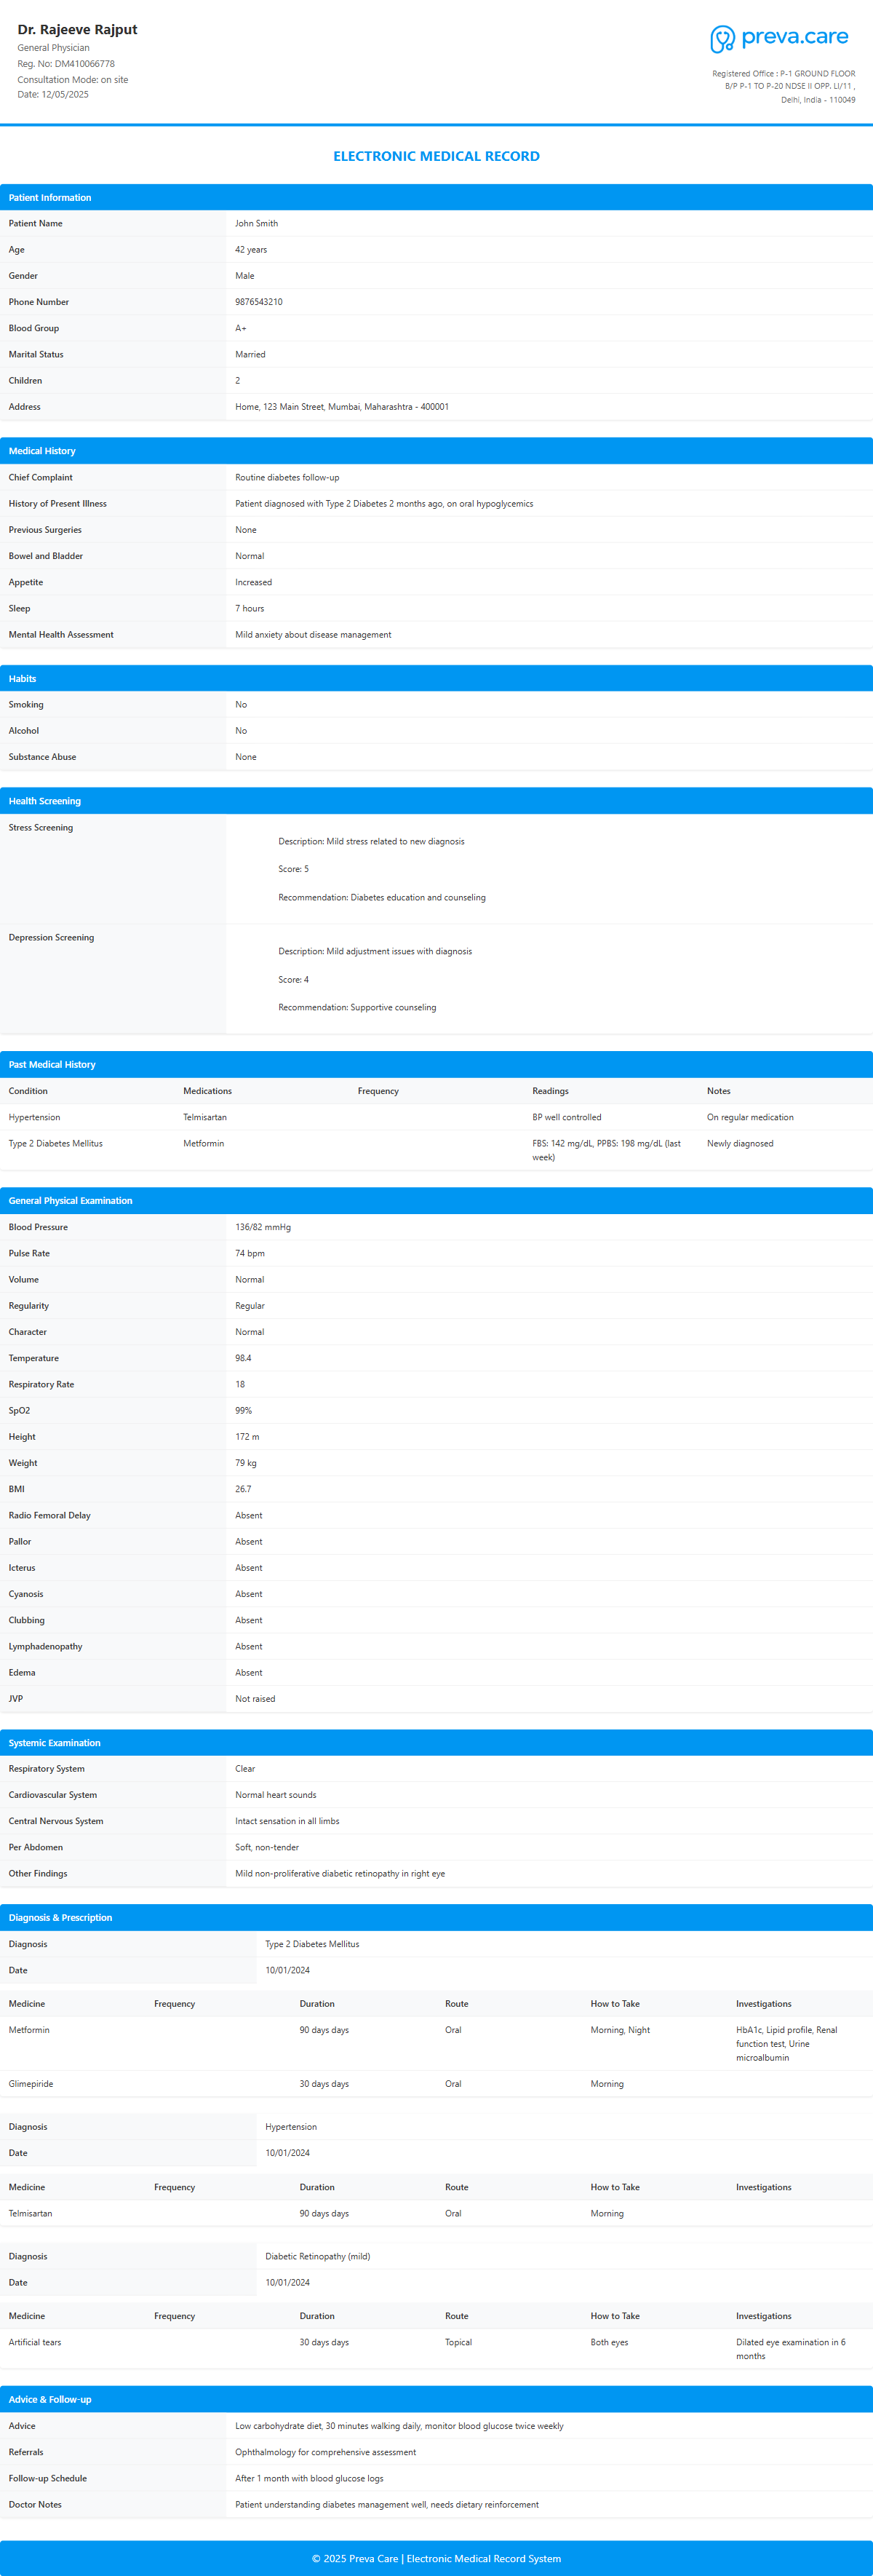 Dr. Rajeeve Rajput
General Physician
Reg. No: DM410066778
Consultation Mode: on site
Date: 12/05/2025
preva.care
Registered Office : P-1 GROUND FLOOR
B/P P-1 TO P-20 NDSE II OPP. LI/11 ,
Delhi, India - 110049
ELECTRONIC MEDICAL RECORD
Patient Information
Patient Name John Smith
Age 42 years
Gender Male
Phone Number 9876543210
Blood Group A+
Marital Status Married
Children 2
Address Home, 123 Main Street, Mumbai, Maharashtra - 400001
Medical History
Chief Complaint Routine diabetes follow-up
History of Present Illness Patient diagnosed with Type 2 Diabetes 2 months ago, on oral hypoglycemics
Previous Surgeries None
Bowel and Bladder Normal
Appetite Increased
Sleep 7 hours
Mental Health Assessment Mild anxiety about disease management
Habits
Smoking No
Alcohol No
Substance Abuse None
Health Screening
Stress Screening
Description: Mild stress related to new diagnosis
Score: 5
Recommendation: Diabetes education and counseling
Depression Screening
Description: Mild adjustment issues with diagnosis
Score: 4
Recommendation: Supportive counseling
Past Medical History
Condition Medications Frequency Readings Notes
Hypertension Telmisartan BP well controlled On regular medication
Type 2 Diabetes Mellitus Metformin FBS: 142 mg/dL, PPBS: 198 mg/dL (last Newly diagnosed
week)
General Physical Examination
Blood Pressure 136/82 mmHg
Pulse Rate 74 bpm
Volume Normal
Regularity Regular
Character Normal
Temperature 98.4
Respiratory Rate 18
SpO2 99%
Height 172 m
Weight 79 kg
BMI 26.7
Radio Femoral Delay Absent
Pallor Absent
Icterus Absent
Cyanosis Absent
Clubbing Absent
Lymphadenopathy Absent
Edema Absent
JVP Not raised
Systemic Examination
Respiratory System Clear
Cardiovascular System Normal heart sounds
Central Nervous System Intact sensation in all limbs
Per Abdomen Soft, non-tender
Other Findings Mild non-proliferative diabetic retinopathy in right eye
Diagnosis & Prescription
Diagnosis Type 2 Diabetes Mellitus
Date 10/01/2024
Medicine Frequency Duration Route How to Take Investigations
Metformin 90 days days Oral Morning, Night HbA1c, Lipid profile, Renal
function test, Urine
microalbumin
Glimepiride 30 days days Oral Morning
Diagnosis Hypertension
Date 10/01/2024
Medicine Frequency Duration Route How to Take Investigations
Telmisartan 90 days days Oral Morning
Diagnosis Diabetic Retinopathy (mild)
Date 10/01/2024
Medicine Frequency Duration Route How to Take Investigations
Artificial tears 30 days days Topical Both eyes Dilated eye examination in 6
months
Advice & Follow-up
Advice Low carbohydrate diet, 30 minutes walking daily, monitor blood glucose twice weekly
Referrals Ophthalmology for comprehensive assessment
Follow-up Schedule After 1 month with blood glucose logs
Doctor Notes Patient understanding diabetes management well, needs dietary reinforcement
© 2025 Preva Care | Electronic Medical Record System